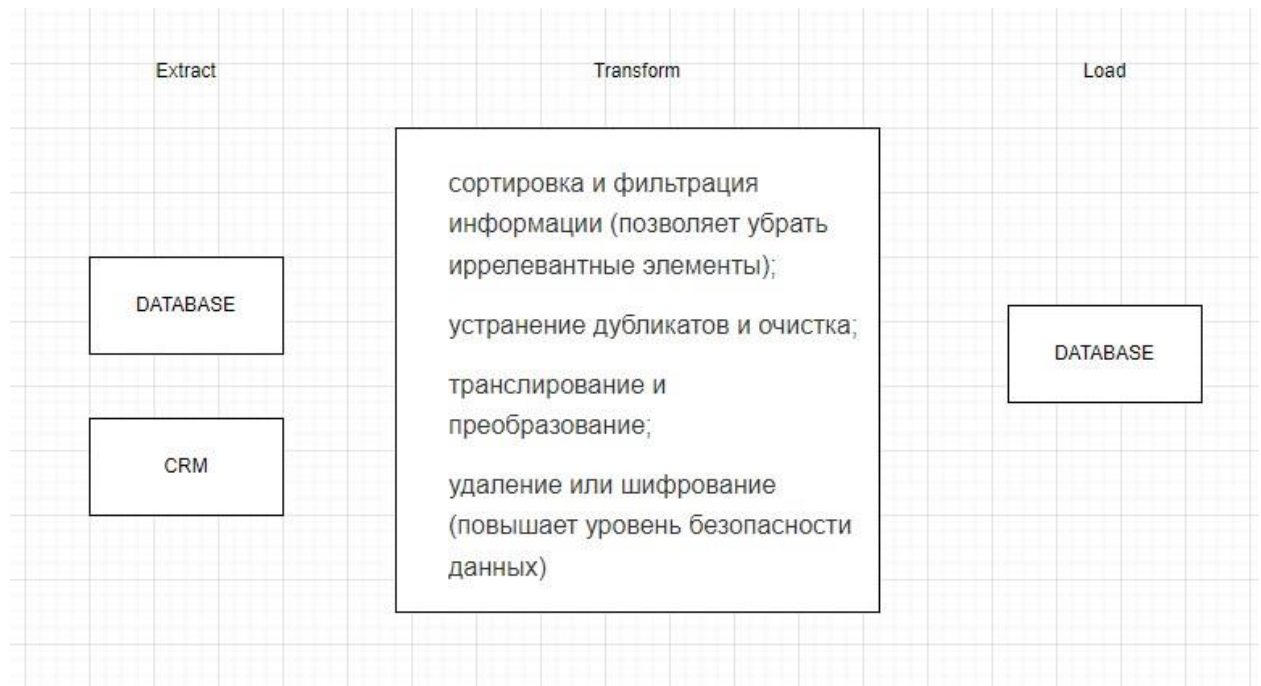 Extract
Transform
Load
DATABASE
CRM
сортировка и фильтрация
информации (позволяет убрать
иррелевантные элементы);
устранение дубликатов и очистка;
транслирование и
преобразование;
удаление или шифрование
(повышает уровень безопасности
данных)
DATABASE